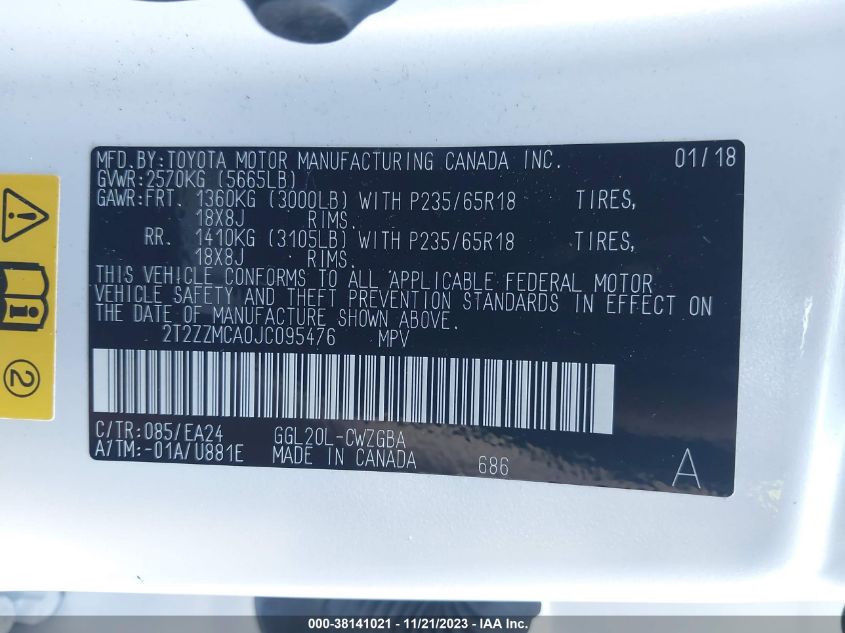 MFD.BY:TOYOTA MOTOR MANUFACTURING CANADA INC. 01/18
GVWR:2570KG (5665LB)
GAWR:FRT. 1360KG (3000LB) WITH P235/65R18 TIRES,
18X8J RIMS.
RR. 1410KG (3105LB) WITH P235/65R18 TIRES,
18X8J RIMS.
THIS VEHICLE CONFORMS TO ALL APPLICABLE FEDERAL MOTOR
VEHICLE SAFETY AND THEFT PREVENTION STANDARDS IN EFFECT ON
THE DATE OF MANUFACTURE SHOWN ABOVE.
2T2ZZMCA0JC095476 MPV
C/TR:085/EA24 GGL20L-CWZGBA
A/TM:-01A/U881E MADE IN CANADA 686 A
2
000-38141021 - 11/21/2023 - IAA Inc.